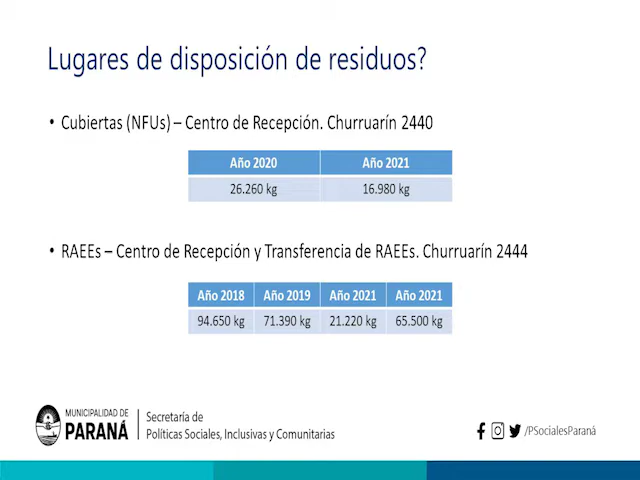 Lugares de disposición de residuos?
• Cubiertas (NFUs) – Centro de Recepción. Churruarín 2440
Año 2020 Año 2021
26.260 kg 16.980 kg
• RAEEs – Centro de Recepción y Transferencia de RAEEs. Churruarín 2444
Año 2018 Año 2019 Año 2021 Año 2021
94.650 kg 71.390 kg 21.220 kg 65.500 kg
MUNICIPALIDAD DE
PARANÁ
Secretaría de
Políticas Sociales, Inclusivas y Comunitarias
/PSocialesParaná